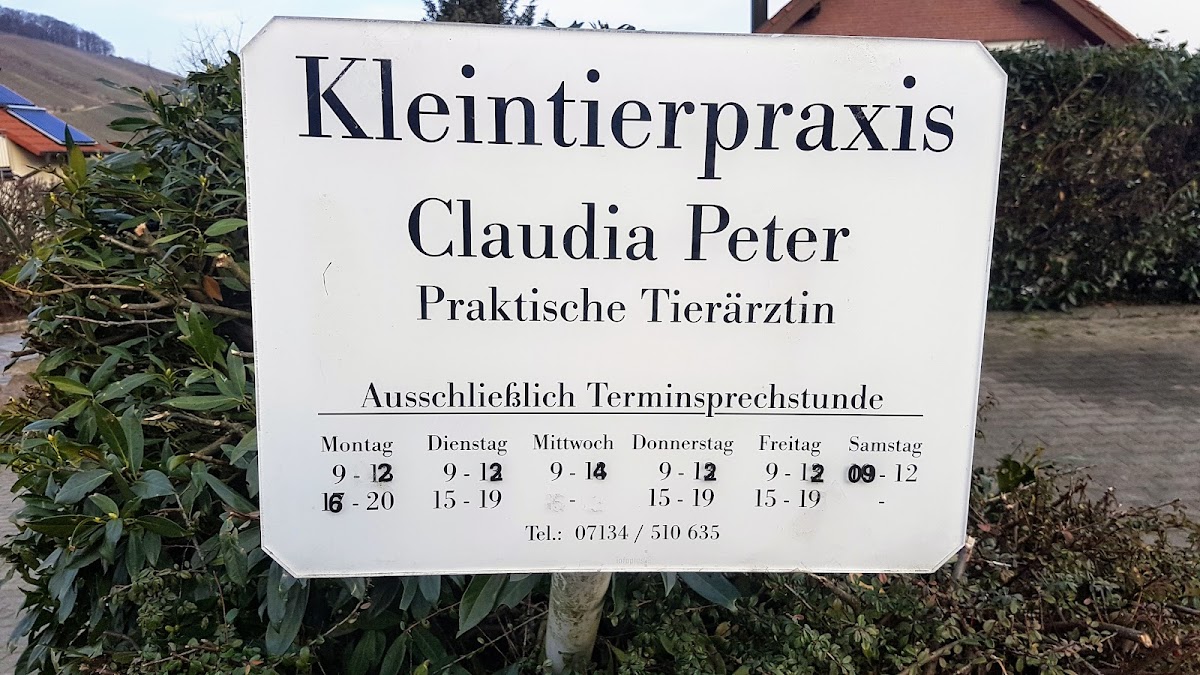 Kleintierpraxis
Claudia Peter
Praktische Tierärztin
Ausschließlich Terminsprechstunde
Montag Dienstag Mittwoch Donnerstag Freitag Samstag
9 - 12 9 - 12 9 - 14 9 - 12 9 - 12 09 - 12
16 - 20 15 - 19 - 15 - 19 15 - 19 -
Tel.: 07134 / 510 635